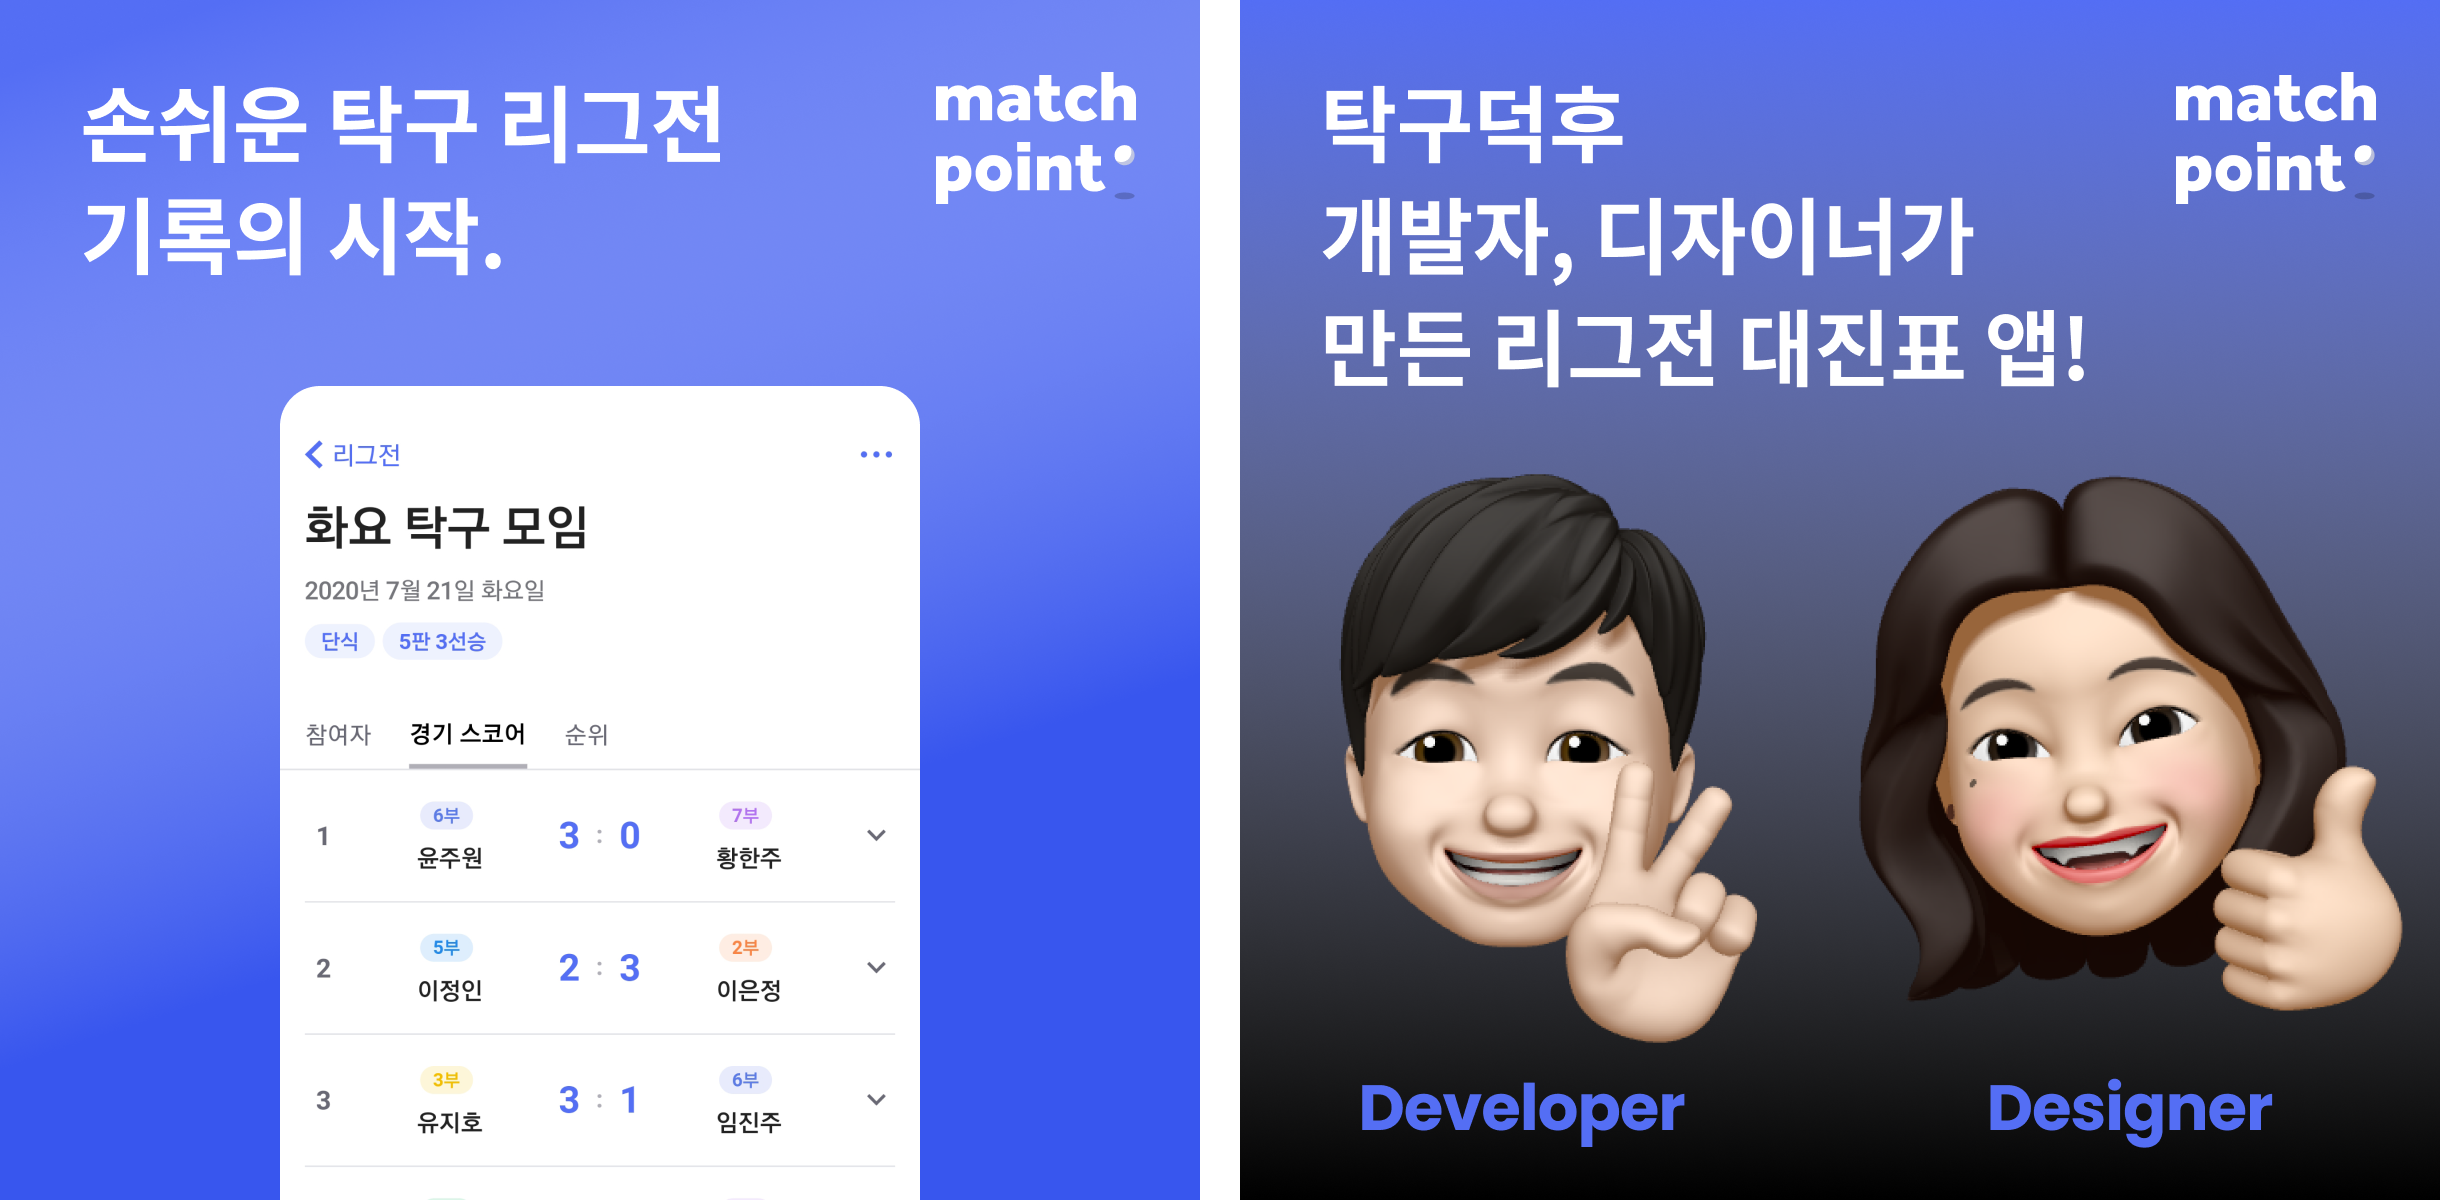 손쉬운 탁구 리그전
기록의 시작.
match
point
리그전
화요 탁구 모임
2020년 7월 21일 화요일
단식 5판 3선승
참여자 경기 스코어 순위
6부 7부
1 3 : 0
윤주원 황한주
5부 2부
2 2 : 3
이정인 이은정
3부 6부
3 3 : 1
유지호 임진주
탁구덕후
개발자, 디자이너가
만든 리그전 대진표 앱!
match
point
Developer
Designer